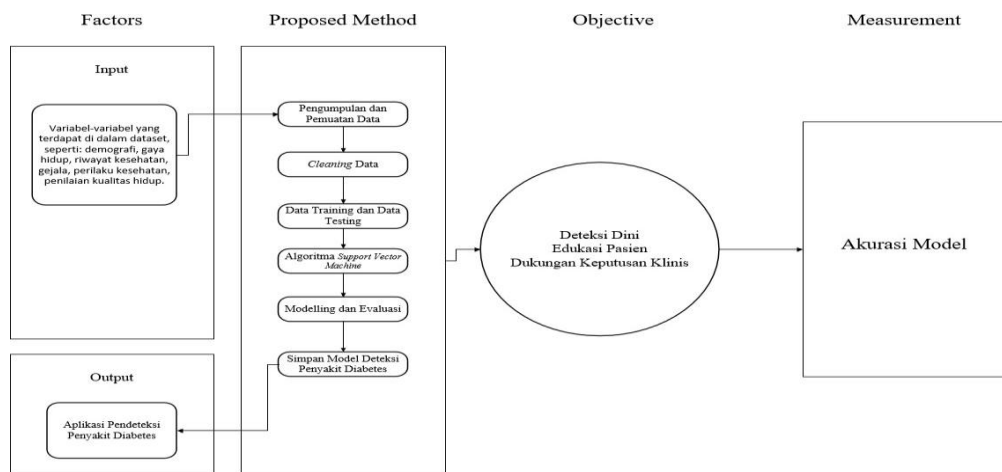 Factors
Proposed Method
Objective
Measurement
Input
Variabel-variabel yang
terdapat di dalam dataset,
seperti: demografi, gaya
hidup, riwayat kesehatan,
gejala, perilaku kesehatan,
penilaian kualitas hidup.
Pengumpulan dan
Pemuatan Data
Cleaning Data
Data Training dan Data
Testing
Algoritma Support Vector
Machine
Modelling dan Evaluasi
Simpan Model Deteksi
Penyakit Diabetes
Output
Aplikasi Pendeteksi
Penyakit Diabetes
Deteksi Dini
Edukasi Pasien
Dukungan Keputusan Klinis
Akurasi Model